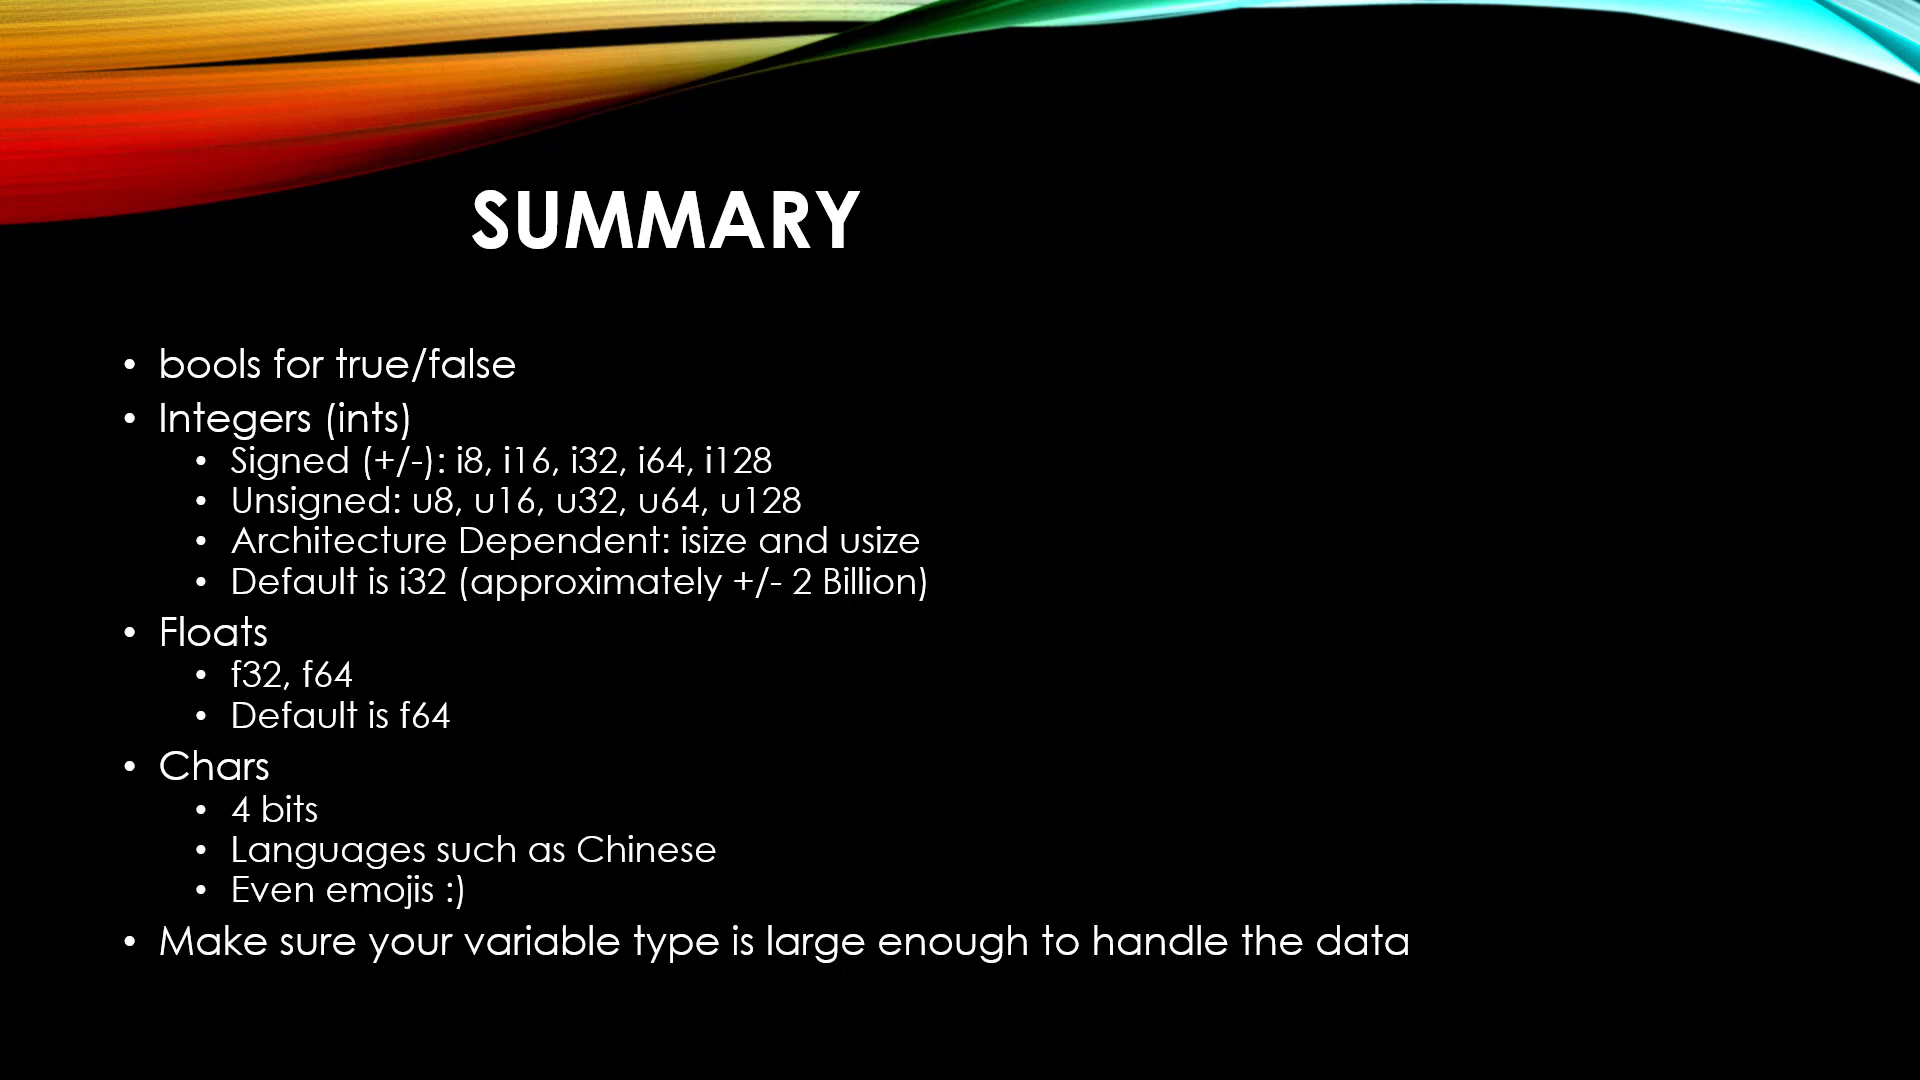 SUMMARY
• bools for true/false
• Integers (ints)
• Signed (+/-): i8, i16, i32, i64, i128
• Unsigned: u8, u16, u32, u64, u128
• Architecture Dependent: isize and usize
• Default is i32 (approximately +/- 2 Billion)
• Floats
• f32, f64
• Default is f64
• Chars
• 4 bits
• Languages such as Chinese
• Even emojis :)
• Make sure your variable type is large enough to handle the data